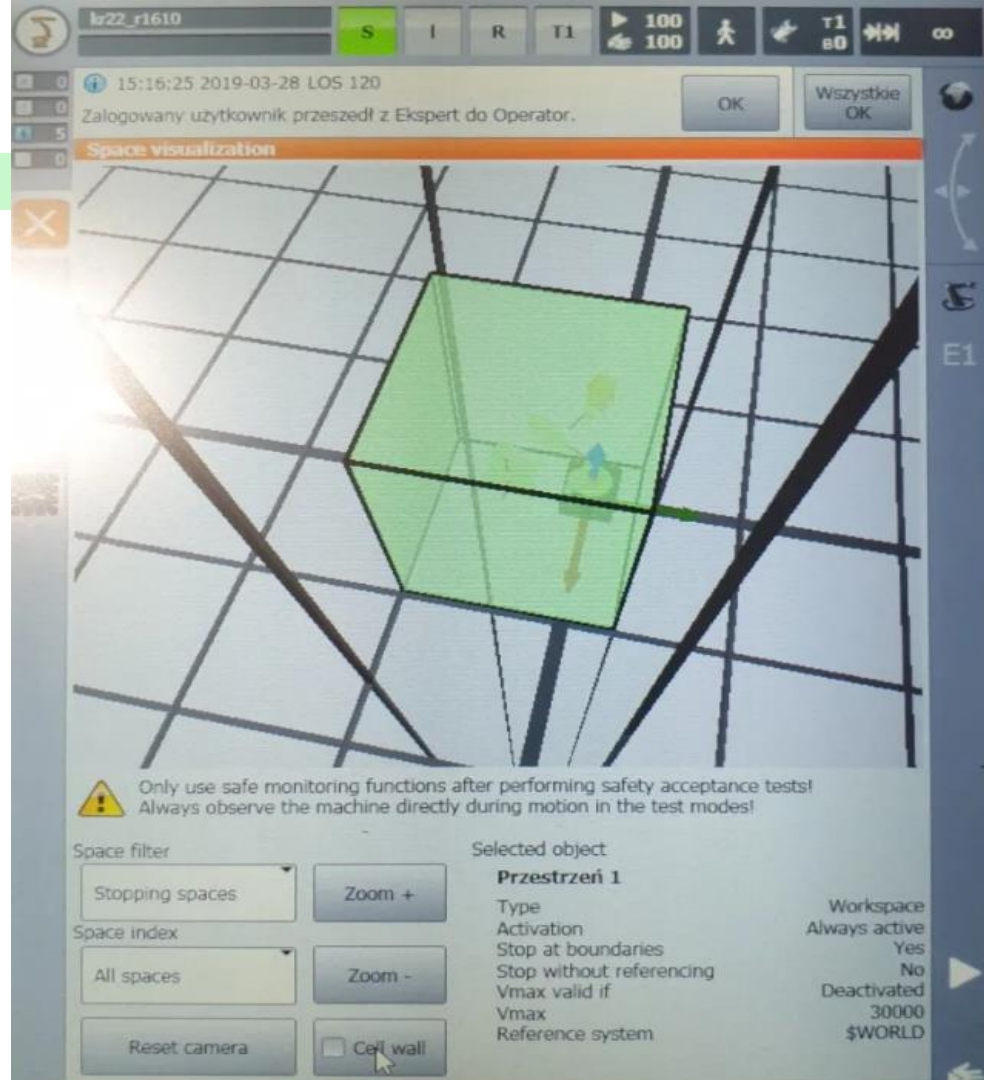 kr22_r1610
S I R T1 100 100 T1 B0 ∞
0
0
5
0
15:16:25 2019-03-28 LOS 120
Zalogowany użytkownik przeszedł z Ekspert do Operator.
OK
Wszystkie OK
Space visualization
E1
Only use safe monitoring functions after performing safety acceptance tests!
Always observe the machine directly during motion in the test modes!
Space filter
Stopping spaces
Zoom +
Space index
All spaces
Zoom -
Reset camera
Cell wall
Selected object
Przestrzeń 1
Type Workspace
Activation Always active
Stop at boundaries Yes
Stop without referencing No
Vmax valid if Deactivated
Vmax 30000
Reference system $WORLD